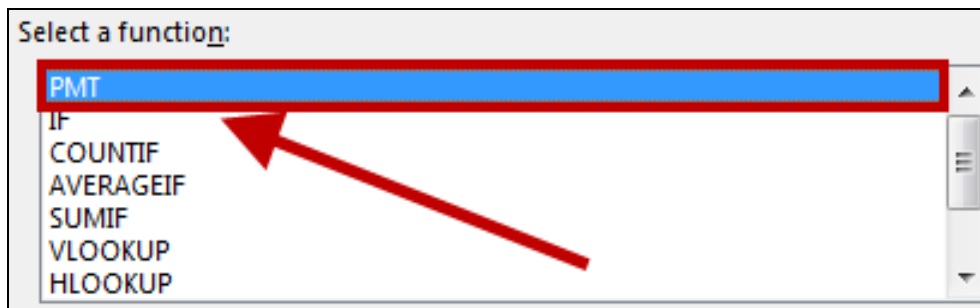 Select a function:
PMT
IF
COUNTIF
AVERAGEIF
SUMIF
VLOOKUP
HLOOKUP